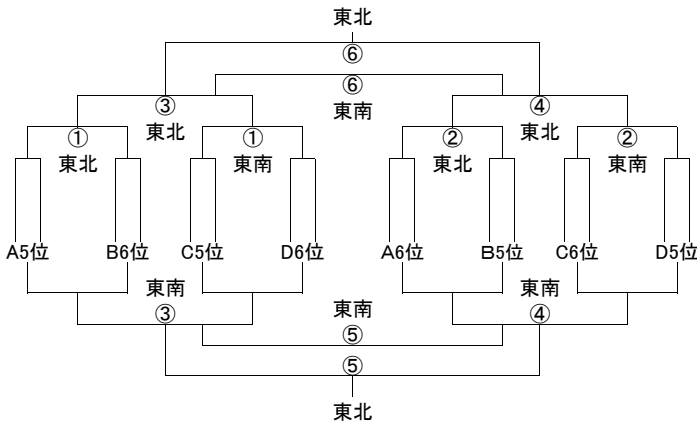 東北
⑥
⑥
東南
③
東北
④
東北
①
東北
①
東南
②
東北
②
東南
A5位 B6位 C5位 D6位 A6位 B5位 C6位 D5位
東南
③
東南
④
東南
⑤
⑤
東北